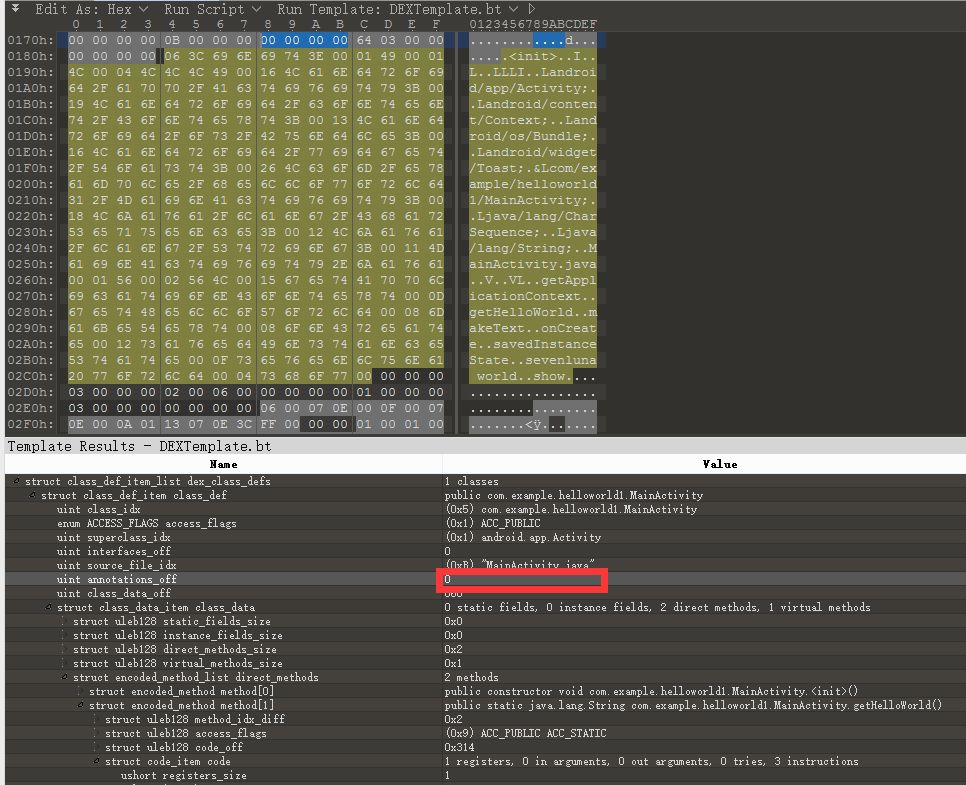 Edit As: Hex Run Script Run Template: DEXTemplate.bt
0 1 2 3 4 5 6 7 8 9 A B C D E F 0123456789ABCDEF
0170h: 00 00 00 00 0B 00 00 00 00 00 00 00 64 03 00 00 ............d...
0180h: 00 00 00 00 06 3C 69 6E 69 74 3E 00 01 49 00 01 .....<init>..I..
0190h: 4C 00 04 4C 4C 4C 49 00 16 4C 61 6E 64 72 6F 69 L..LLLI..Landroi
01A0h: 64 2F 61 70 70 2F 41 63 74 69 76 69 74 79 3B 00 d/app/Activity;.
01B0h: 19 4C 61 6E 64 72 6F 69 64 2F 63 6F 6E 74 65 6E .Landroid/conten
01C0h: 74 2F 43 6F 6E 74 65 78 74 3B 00 13 4C 61 6E 64 t/Context;..Land
01D0h: 72 6F 69 64 2F 6F 73 2F 42 75 6E 64 6C 65 3B 00 roid/os/Bundle;.
01E0h: 16 4C 61 6E 64 72 6F 69 64 2F 77 69 64 67 65 74 .Landroid/widget
01F0h: 2F 54 6F 61 73 74 3B 00 26 4C 63 6F 6D 2F 65 78 /Toast;.&Lcom/ex
0200h: 61 6D 70 6C 65 2F 68 65 6C 6C 6F 77 6F 72 6C 64 ample/helloworld
0210h: 31 2F 4D 61 69 6E 41 63 74 69 76 69 74 79 3B 00 1/MainActivity;.
0220h: 18 4C 6A 61 76 61 2F 6C 61 6E 67 2F 43 68 61 72 .Ljava/lang/Char
0230h: 53 65 71 75 65 6E 63 65 3B 00 12 4C 6A 61 76 61 Sequence;..Ljava
0240h: 2F 6C 61 6E 67 2F 53 74 72 69 6E 67 3B 00 11 4D /lang/String;..M
0250h: 61 69 6E 41 63 74 69 76 69 74 79 2E 6A 61 76 61 ainActivity.java
0260h: 00 01 56 00 02 56 4C 00 15 67 65 74 41 70 70 6C ..V..VL..getAppl
0270h: 69 63 61 74 69 6F 6E 43 6F 6E 74 65 78 74 00 0D icationContext..
0280h: 67 65 74 48 65 6C 6C 6F 57 6F 72 6C 64 00 08 6D getHelloWorld..m
0290h: 61 6B 65 54 65 78 74 00 08 6F 6E 43 72 65 61 74 akeText..onCreat
02A0h: 65 00 12 73 61 76 65 64 49 6E 73 74 61 6E 63 65 e..savedInstance
02B0h: 53 74 61 74 65 00 0F 73 65 76 65 6E 6C 75 6E 61 State..sevenluna
02C0h: 20 77 6F 72 6C 64 00 04 73 68 6F 77 00 00 00 00 world..show....
02D0h: 03 00 00 00 02 00 06 00 00 00 00 00 01 00 00 00 ................
02E0h: 03 00 00 00 00 00 00 00 06 00 07 0E 00 0F 00 07 ................
02F0h: 0E 00 0A 01 13 07 0E 3C FF 00 00 00 01 00 01 00 .......<ÿ.......
Template Results - DEXTemplate.bt
Name Value
struct class_def_item_list dex_class_defs 1 classes
struct class_def_item class_def public com.example.helloworld1.MainActivity
uint class_idx (0x5) com.example.helloworld1.MainActivity
enum ACCESS_FLAGS access_flags (0x1) ACC_PUBLIC
uint superclass_idx (0x1) android.app.Activity
uint interfaces_off 0
uint source_file_idx (0xB) "MainActivity.java"
uint annotations_off 0
uint class_data_off
struct class_data_item class_data 0 static fields, 0 instance fields, 2 direct methods, 1 virtual methods
struct uleb128 static_fields_size 0x0
struct uleb128 instance_fields_size 0x0
struct uleb128 direct_methods_size 0x2
struct uleb128 virtual_methods_size 0x1
struct encoded_method_list direct_methods 2 methods
struct encoded_method method[0] public constructor void com.example.helloworld1.MainActivity.<init>()
struct encoded_method method[1] public static java.lang.String com.example.helloworld1.MainActivity.getHelloWorld()
struct uleb128 method_idx_diff 0x2
struct uleb128 access_flags (0x9) ACC_PUBLIC ACC_STATIC
struct uleb128 code_off 0x314
struct code_item code 1 registers, 0 in arguments, 0 out arguments, 0 tries, 3 instructions
ushort registers_size 1